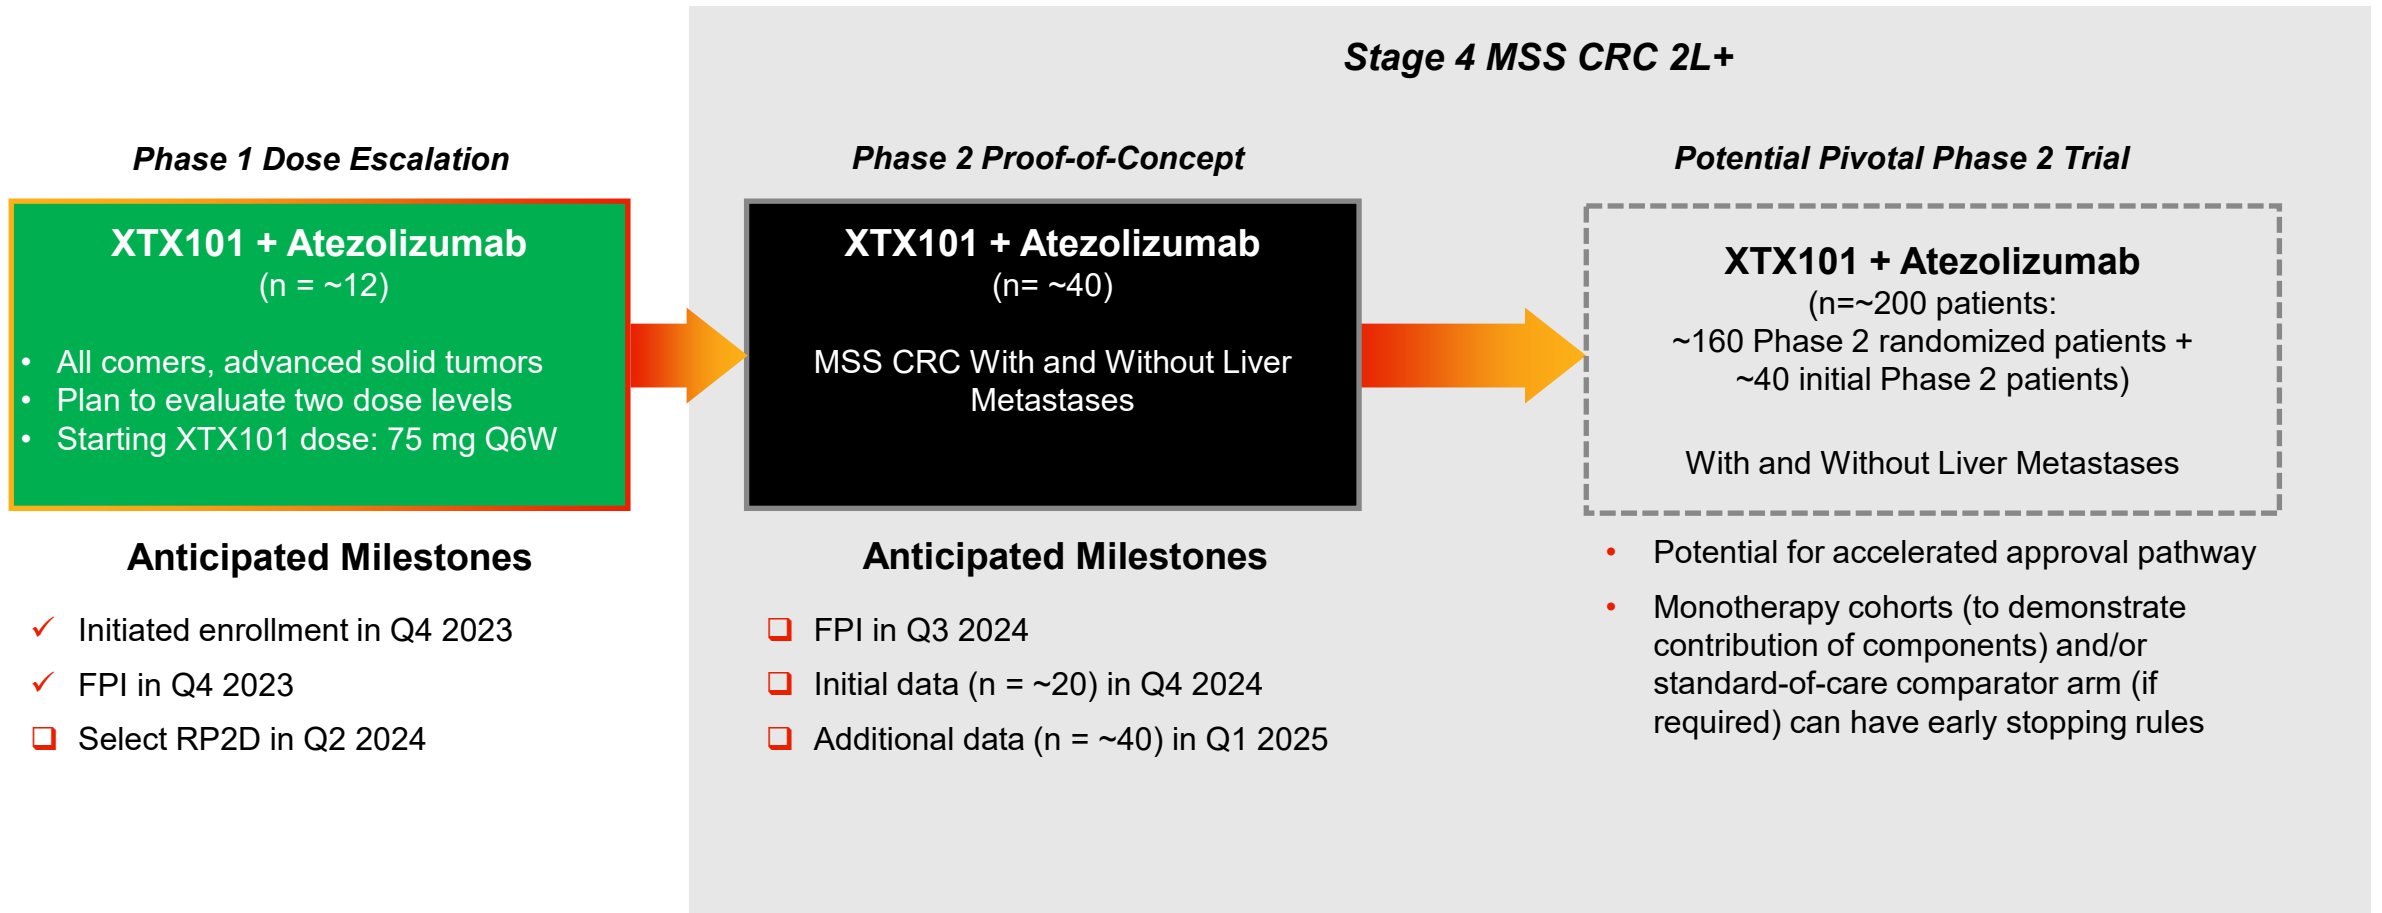 Stage 4 MSS CRC 2L+
Phase 1 Dose Escalation
XTX101 + Atezolizumab
(n = ~12)
• All comers, advanced solid tumors
• Plan to evaluate two dose levels
• Starting XTX101 dose: 75 mg Q6W
Anticipated Milestones
✓ Initiated enrollment in Q4 2023
✓ FPI in Q4 2023
❑ Select RP2D in Q2 2024
Phase 2 Proof-of-Concept
XTX101 + Atezolizumab
(n= ~40)
MSS CRC With and Without Liver
Metastases
Anticipated Milestones
❑ FPI in Q3 2024
❑ Initial data (n = ~20) in Q4 2024
❑ Additional data (n = ~40) in Q1 2025
Potential Pivotal Phase 2 Trial
XTX101 + Atezolizumab
(n=~200 patients:
~160 Phase 2 randomized patients +
~40 initial Phase 2 patients)
With and Without Liver Metastases
• Potential for accelerated approval pathway
• Monotherapy cohorts (to demonstrate
contribution of components) and/or
standard-of-care comparator arm (if
required) can have early stopping rules